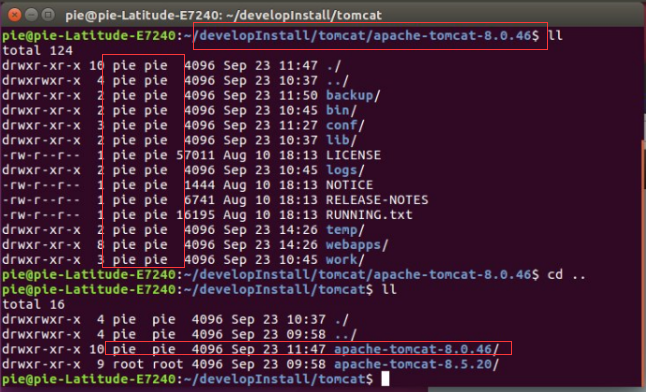 pie@pie-Latitude-E7240: ~/developInstall/tomcat
pie@pie-Latitude-E7240:~/developInstall/tomcat/apache-tomcat-8.0.46$ ll
total 124
drwxr-xr-x 10 pie pie  4096 Sep 23 11:47 ./
drwxrwxr-x  4 pie pie  4096 Sep 23 10:37 ../
drwxr-xr-x  2 pie pie  4096 Sep 23 11:50 backup/
drwxr-xr-x  2 pie pie  4096 Sep 23 10:45 bin/
drwxr-xr-x  3 pie pie  4096 Sep 23 11:27 conf/
drwxr-xr-x  2 pie pie  4096 Sep 23 10:37 lib/
-rw-r--r--  1 pie pie 57011 Aug 10 18:13 LICENSE
drwxr-xr-x  2 pie pie  4096 Sep 23 10:45 logs/
-rw-r--r--  1 pie pie  1444 Aug 10 18:13 NOTICE
-rw-r--r--  1 pie pie  6741 Aug 10 18:13 RELEASE-NOTES
-rw-r--r--  1 pie pie 16195 Aug 10 18:13 RUNNING.txt
drwxr-xr-x  2 pie pie  4096 Sep 23 14:26 temp/
drwxr-xr-x  8 pie pie  4096 Sep 23 14:26 webapps/
drwxr-xr-x  3 pie pie  4096 Sep 23 10:45 work/
pie@pie-Latitude-E7240:~/developInstall/tomcat/apache-tomcat-8.0.46$ cd ..
pie@pie-Latitude-E7240:~/developInstall/tomcat$ ll
total 16
drwxrwxr-x  4 pie  pie  4096 Sep 23 10:37 ./
drwxrwxr-x  4 pie  pie  4096 Sep 23 09:58 ../
drwxr-xr-x 10 pie  pie  4096 Sep 23 11:47 apache-tomcat-8.0.46/
drwxr-xr-x  9 root root 4096 Sep 23 09:58 apache-tomcat-8.5.20/
pie@pie-Latitude-E7240:~/developInstall/tomcat$